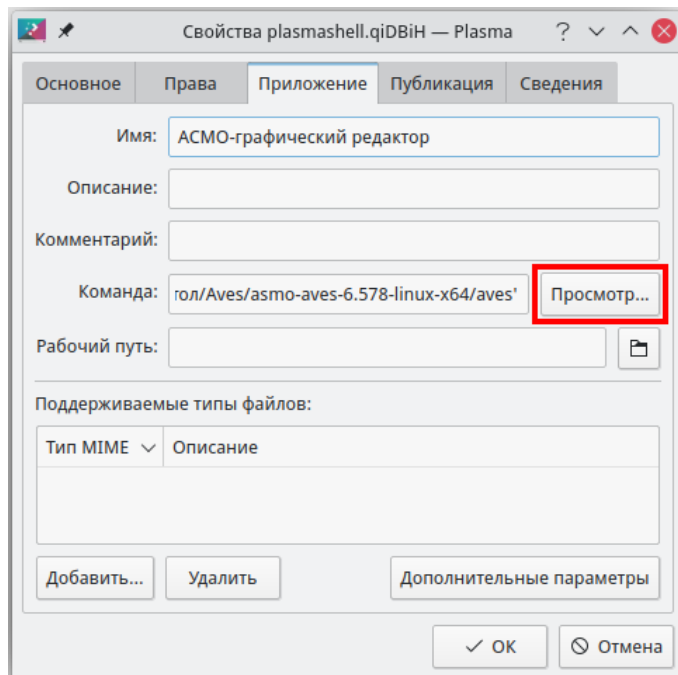 Свойства plasmashell.qiDBiH — Plasma
Основное Права Приложение Публикация Сведения
Имя: АСМО-графический редактор
Описание:
Комментарий:
Команда: гол/Aves/asmo-aves-6.578-linux-x64/aves' Просмотр...
Рабочий путь:
Поддерживаемые типы файлов:
Тип MIME Описание
Добавить... Удалить Дополнительные параметры
ОК Отмена